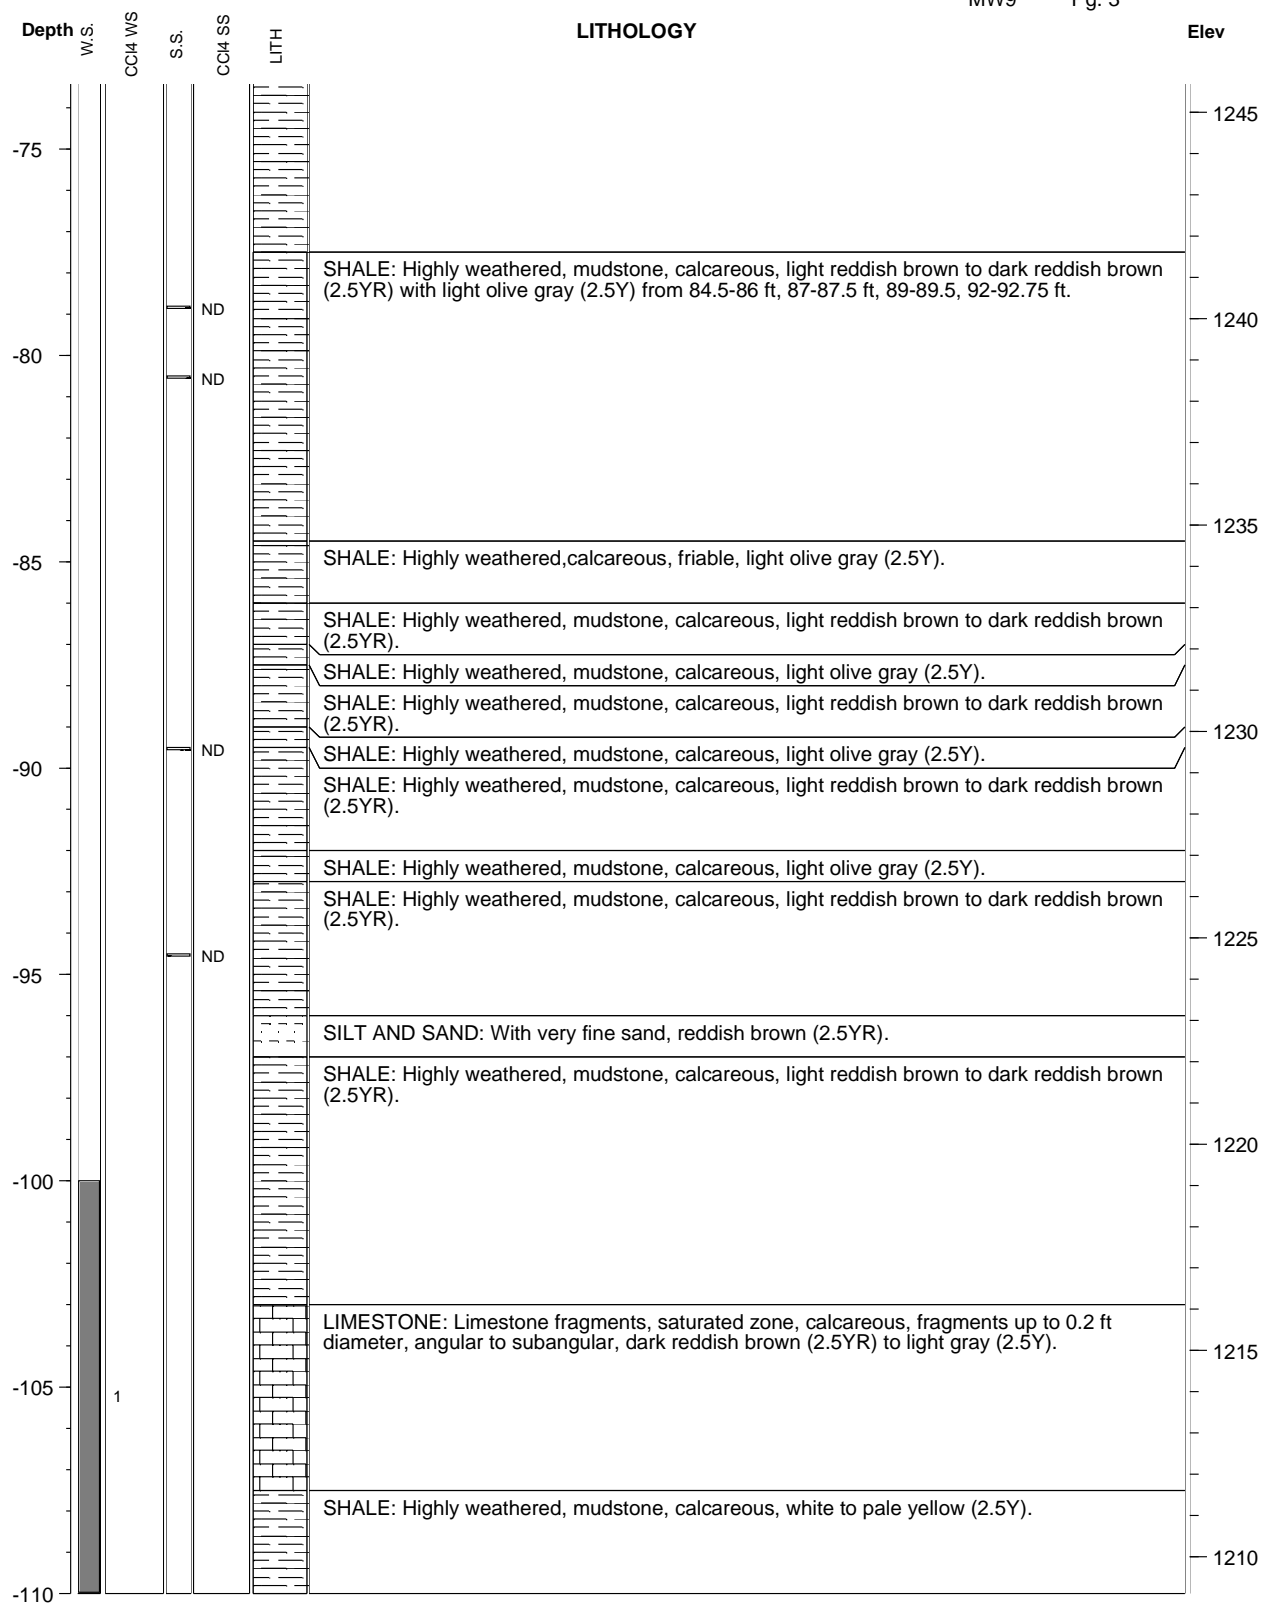 MW9 Pg. 3
Depth W.S. CCl4 WS S.S. CCl4 SS LITH LITHOLOGY Elev
1245
-75
SHALE: Highly weathered, mudstone, calcareous, light reddish brown to dark reddish brown
(2.5YR) with light olive gray (2.5Y) from 84.5-86 ft, 87-87.5 ft, 89-89.5, 92-92.75 ft.
ND
1240
-80
ND
1235
-85
SHALE: Highly weathered,calcareous, friable, light olive gray (2.5Y).
SHALE: Highly weathered, mudstone, calcareous, light reddish brown to dark reddish brown
(2.5YR).
SHALE: Highly weathered, mudstone, calcareous, light olive gray (2.5Y).
SHALE: Highly weathered, mudstone, calcareous, light reddish brown to dark reddish brown
(2.5YR).
1230
ND
SHALE: Highly weathered, mudstone, calcareous, light olive gray (2.5Y).
-90
SHALE: Highly weathered, mudstone, calcareous, light reddish brown to dark reddish brown
(2.5YR).
SHALE: Highly weathered, mudstone, calcareous, light olive gray (2.5Y).
SHALE: Highly weathered, mudstone, calcareous, light reddish brown to dark reddish brown
(2.5YR).
1225
ND
-95
SILT AND SAND: With very fine sand, reddish brown (2.5YR).
SHALE: Highly weathered, mudstone, calcareous, light reddish brown to dark reddish brown
(2.5YR).
1220
-100
LIMESTONE: Limestone fragments, saturated zone, calcareous, fragments up to 0.2 ft
diameter, angular to subangular, dark reddish brown (2.5YR) to light gray (2.5Y).
1215
-105
1
SHALE: Highly weathered, mudstone, calcareous, white to pale yellow (2.5Y).
1210
-110